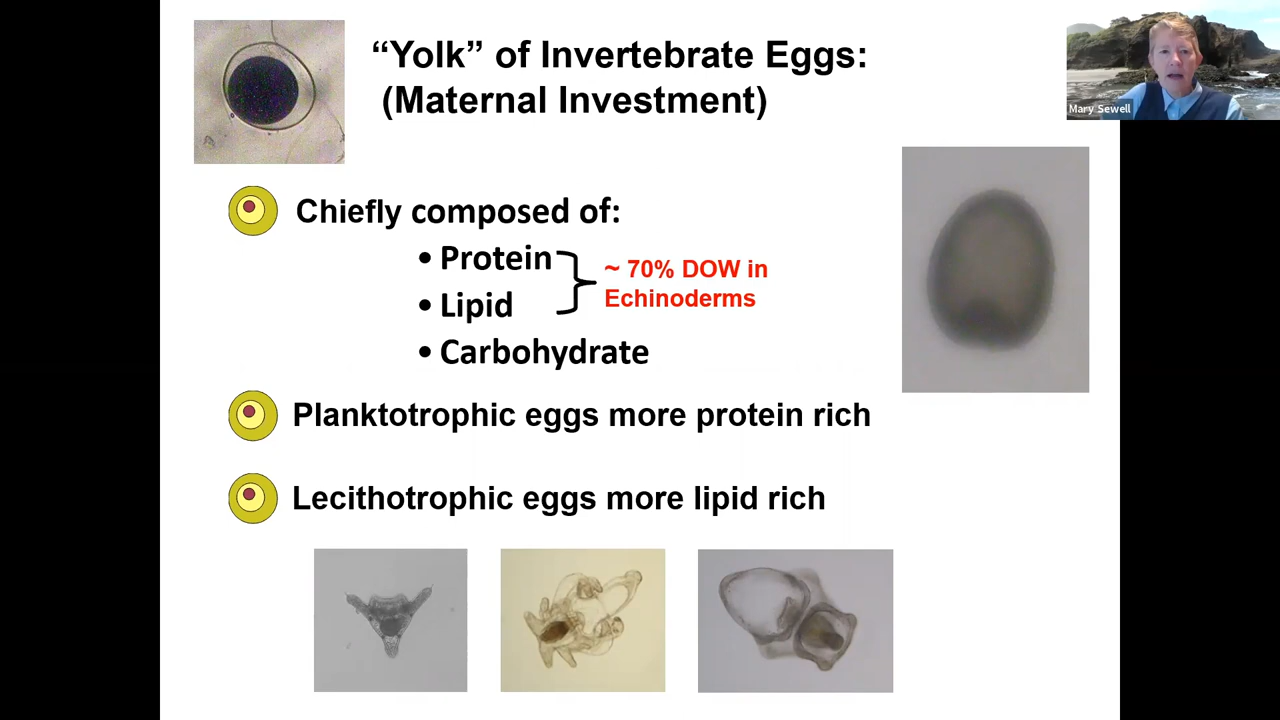 “Yolk” of Invertebrate Eggs:
(Maternal Investment)
Mary Sewell
Chiefly composed of:
• Protein
• Lipid
~ 70% DOW in
Echinoderms
• Carbohydrate
Planktotrophic eggs more protein rich
Lecithotrophic eggs more lipid rich